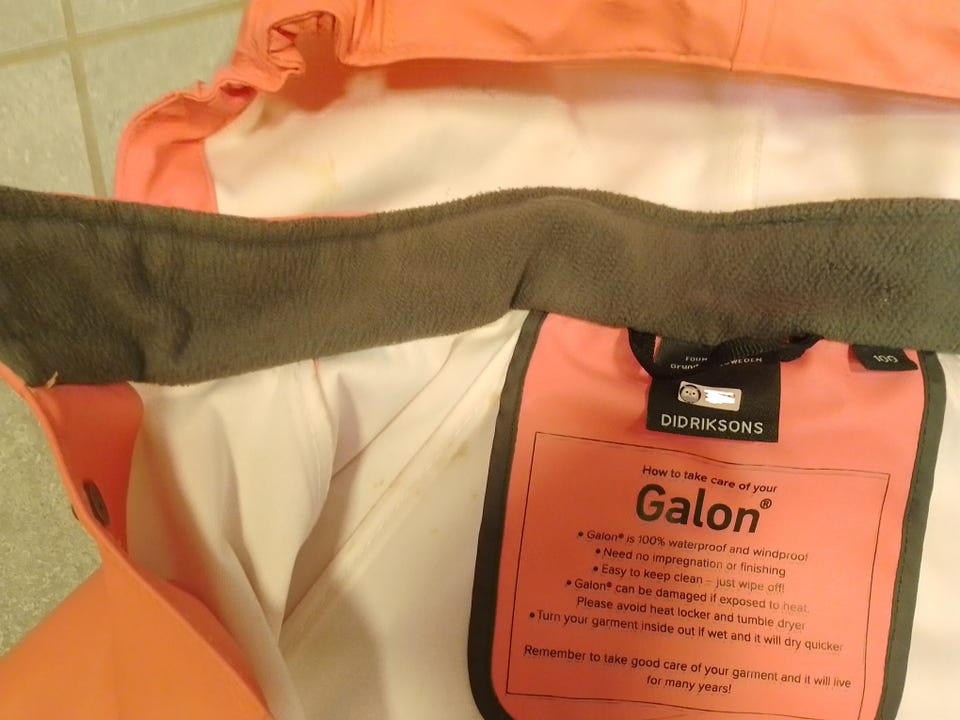 SWEDEN
100
DIDRIKSONS
How to take care of your
Galon®
• Galon® is 100% waterproof and windproof
• Need no impregnation or finishing
• Easy to keep clean – just wipe off!
• Galon® can be damaged if exposed to heat.
Please avoid heat locker and tumble dryer
• Turn your garment inside out if wet and it will dry quicker
Remember to take good care of your garment and it will live
for many years!